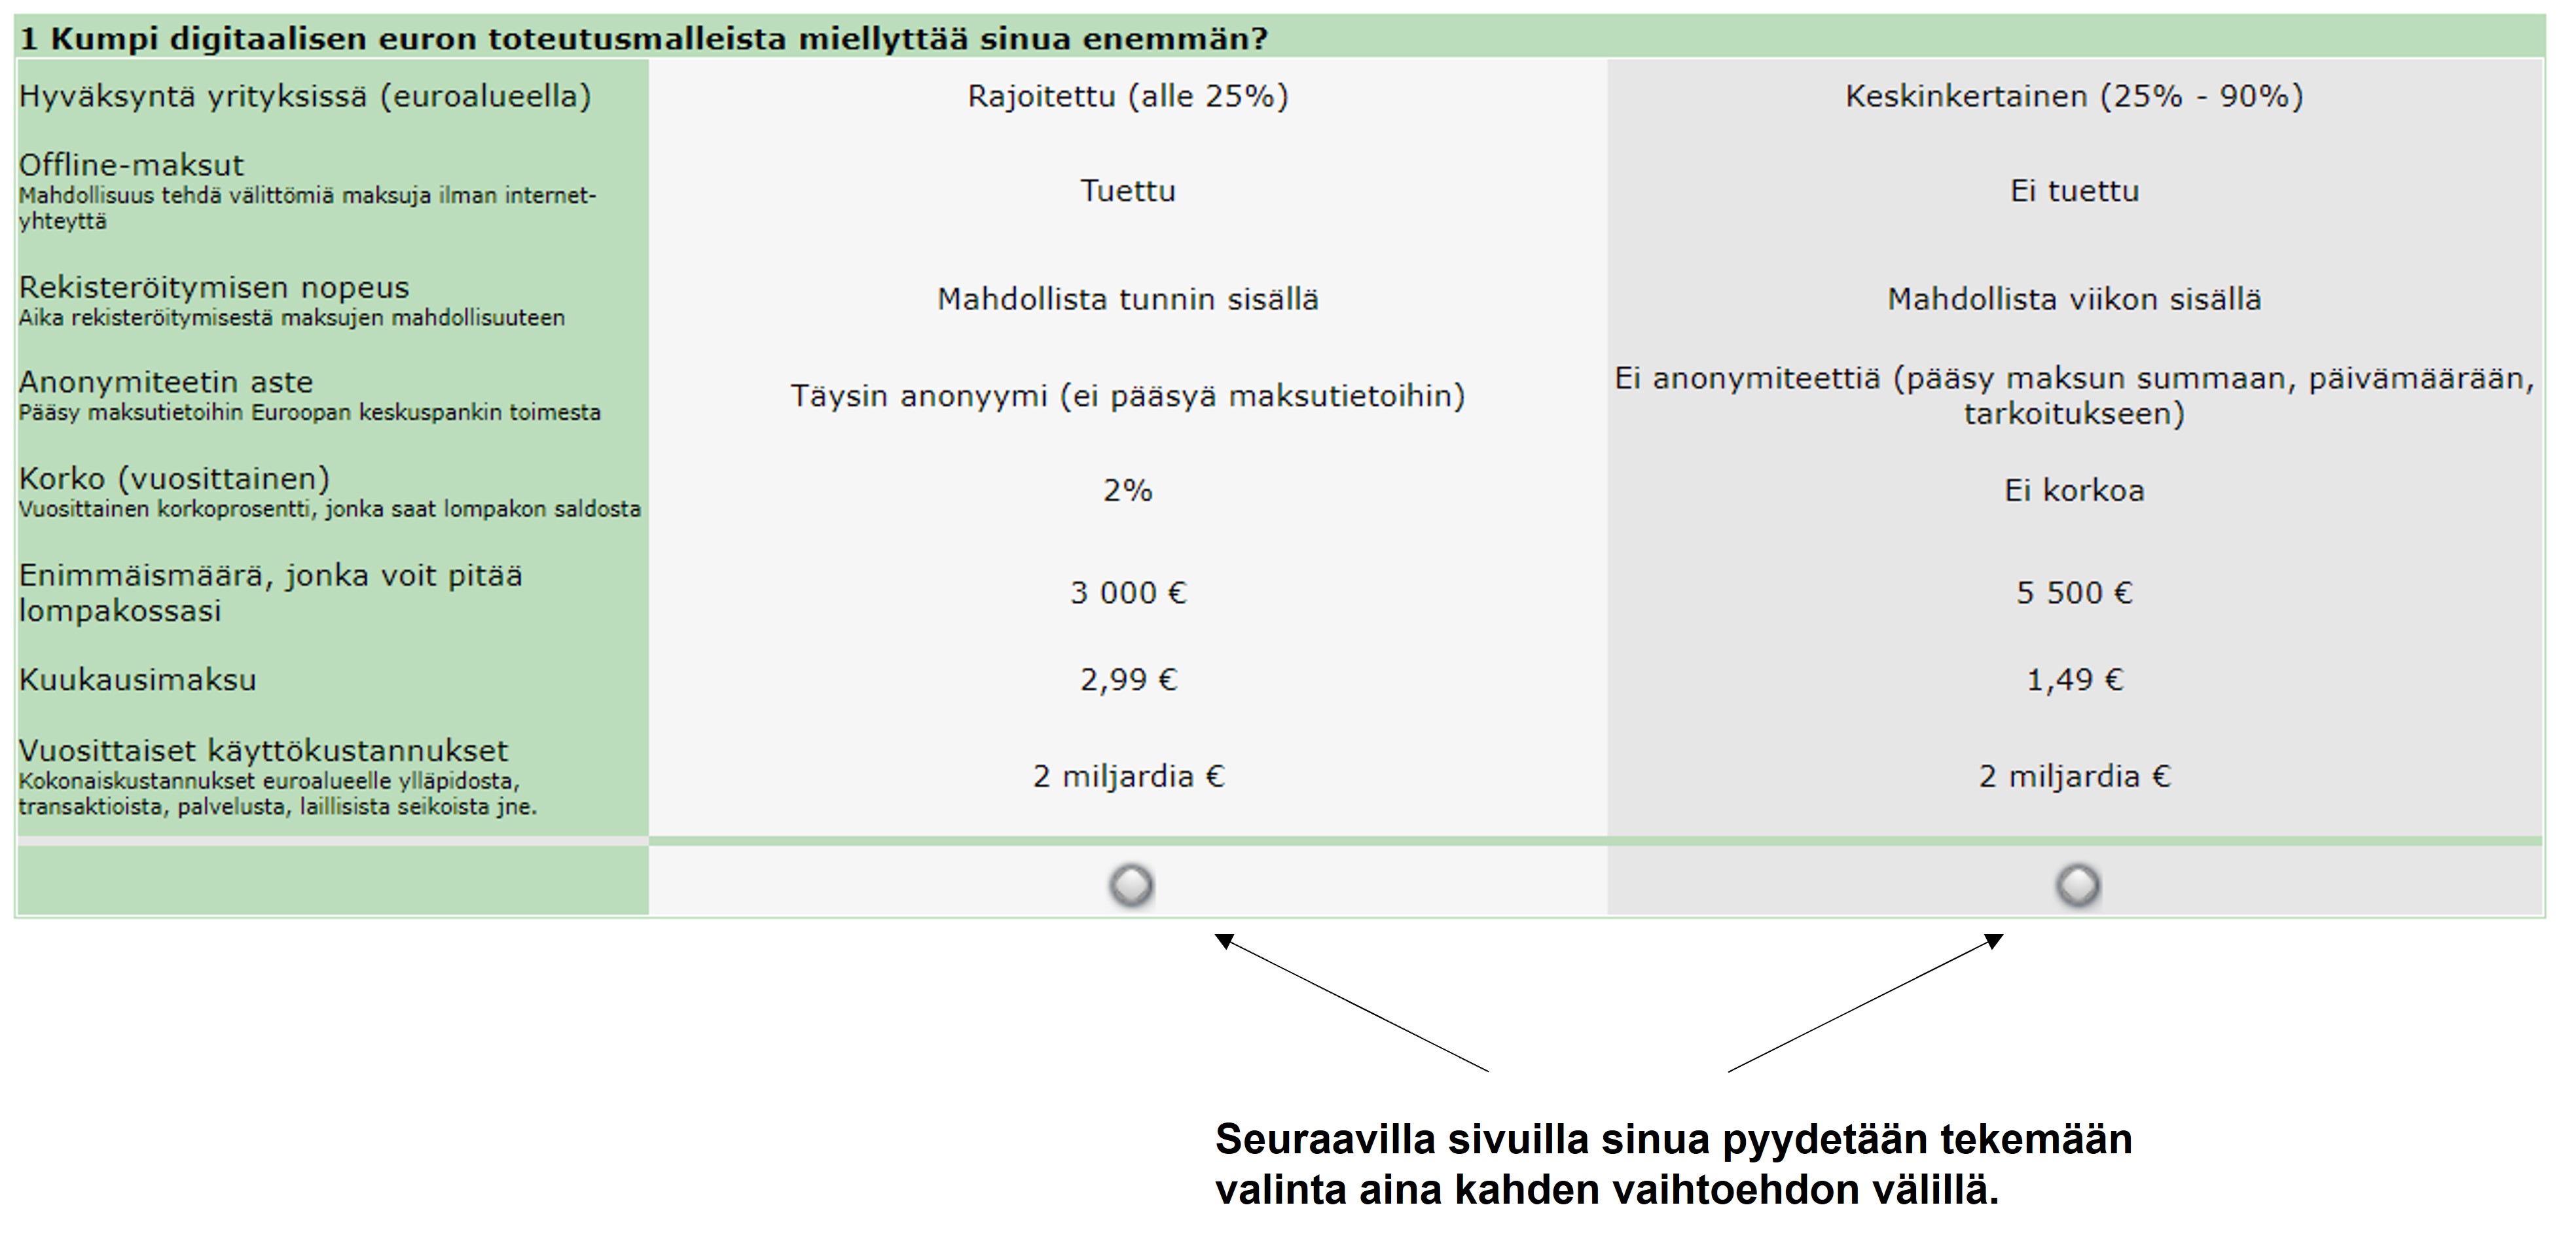 1 Kumpi digitaalisen euron toteutusmalleista miellyttää sinua enemmän?
Hyväksyntä yrityksissä (euroalueella)
Rajoitettu (alle 25%)
Keskinkertainen (25% - 90%)
Offline-maksut
Mahdollisuus tehdä välittömiä maksuja ilman internet-
yhteyttä
Tuettu
Ei tuettu
Rekisteröitymisen nopeus
Aika rekisteröitymisestä maksujen mahdollisuuteen
Mahdollista tunnin sisällä
Mahdollista viikon sisällä
Anonymiteetin aste
Pääsy maksutietoihin Euroopan keskuspankin toimesta
Täysin anonyymi (ei pääsyä maksutietoihin)
Ei anonymiteettiä (pääsy maksun summaan, päivämäärään,
tarkoitukseen)
Korko (vuosittainen)
Vuosittainen korkoprosentti, jonka saat lompakon saldosta
2%
Ei korkoa
Enimmäismäärä, jonka voit pitää
lompakossasi
3 000 €
5 500 €
Kuukausimaksu
2,99 €
1,49 €
Vuosittaiset käyttökustannukset
Kokonaiskustannukset euroalueelle ylläpidosta,
transaktioista, palvelusta, laillisista seikoista jne.
2 miljardia €
2 miljardia €
Seuraavilla sivuilla sinua pyydetään tekemään
valinta aina kahden vaihtoehdon välillä.